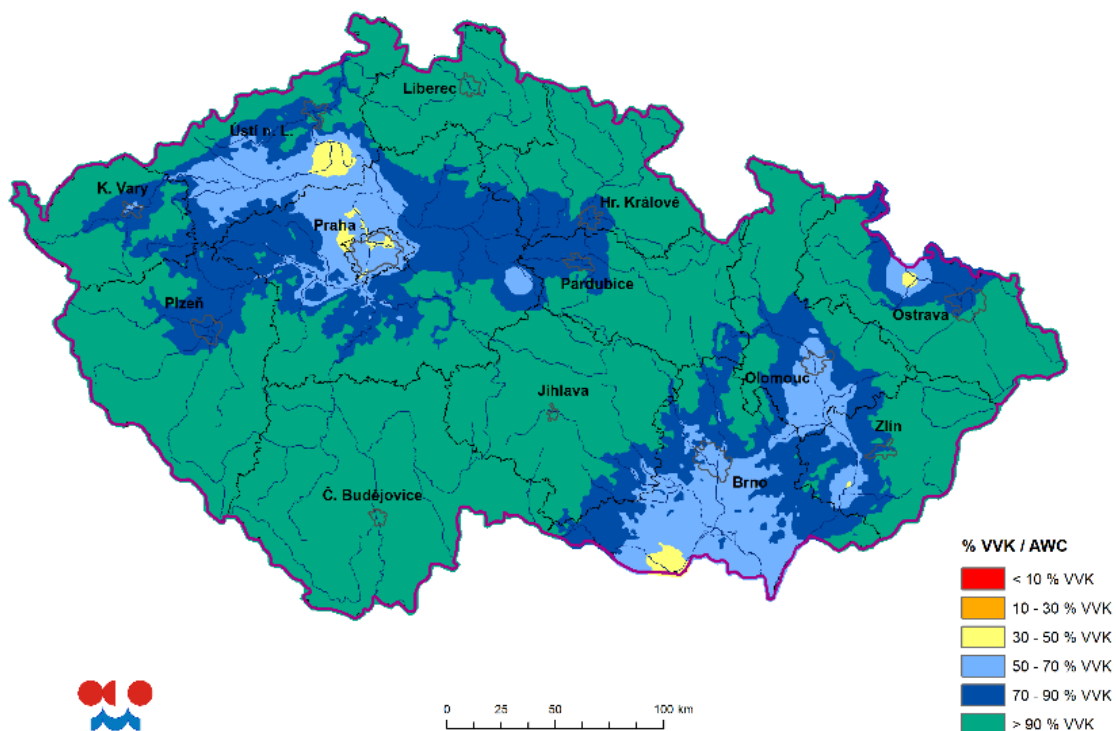 Liberec
Ústí n. L.
K. Vary
Hr. Králové
Praha
Pardubice
Plzeň
Ostrava
Jihlava
Olomouc
Zlín
Brno
Č. Budějovice
% VVK / AWC
< 10 % VVK
10 - 30 % VVK
30 - 50 % VVK
50 - 70 % VVK
70 - 90 % VVK
> 90 % VVK
0 25 50 100 km